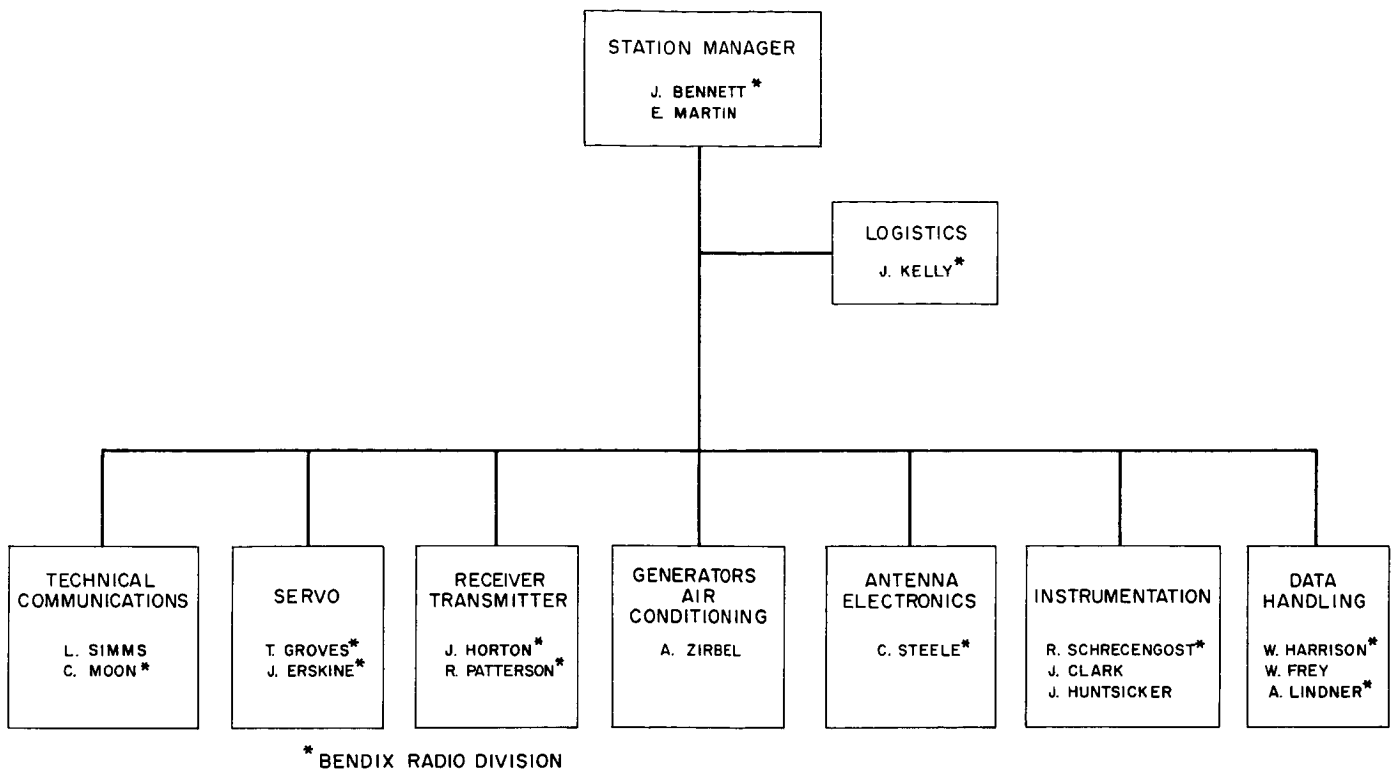 STATION MANAGER
J. BENNETT *
E. MARTIN
LOGISTICS
J. KELLY *
TECHNICAL
COMMUNICATIONS
L. SIMMS
C. MOON *
SERVO
T. GROVES *
J. ERSKINE *
RECEIVER
TRANSMITTER
J. HORTON *
R. PATTERSON *
GENERATORS
AIR
CONDITIONING
A. ZIRBEL
ANTENNA
ELECTRONICS
C. STEELE *
INSTRUMENTATION
R. SCHRECENGOST *
J. CLARK
J. HUNTSICKER
DATA
HANDLING
W. HARRISON *
W. FREY
A. LINDNER *
* BENDIX RADIO DIVISION